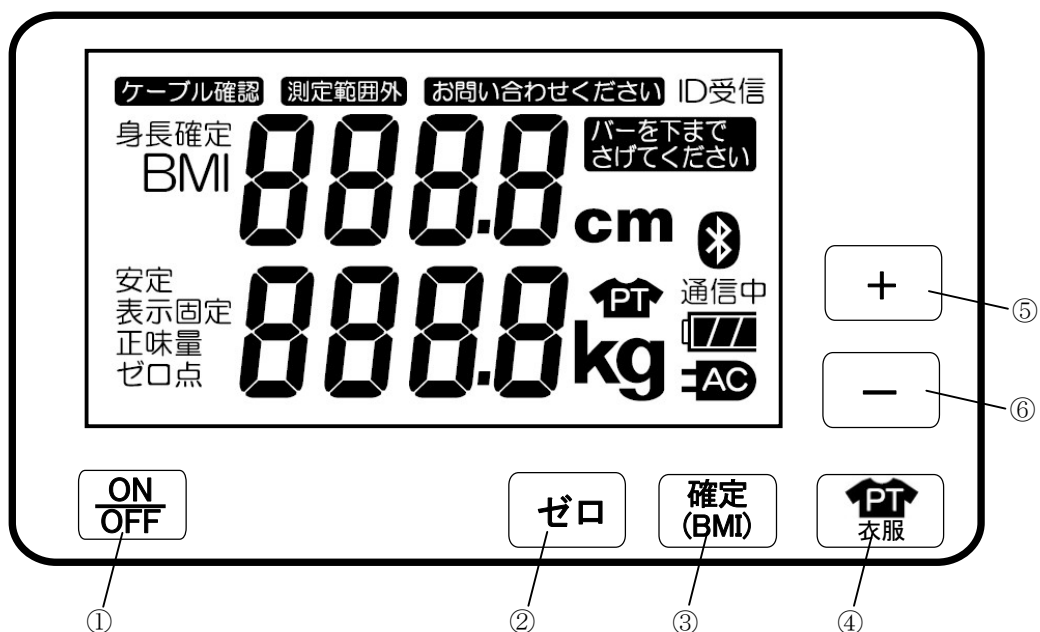 ケーブル確認 測定範囲外 お問い合わせください ID受信
身長確定
BMI
888.8
cm
バーを下まで
さげてください
安定
表示固定
正味量
ゼロ点
888.8
PT
kg
通信中
AC
+
⑤
−
⑥
ON
OFF
ゼロ
確定
(BMI)
PT
衣服
①
②
③
④